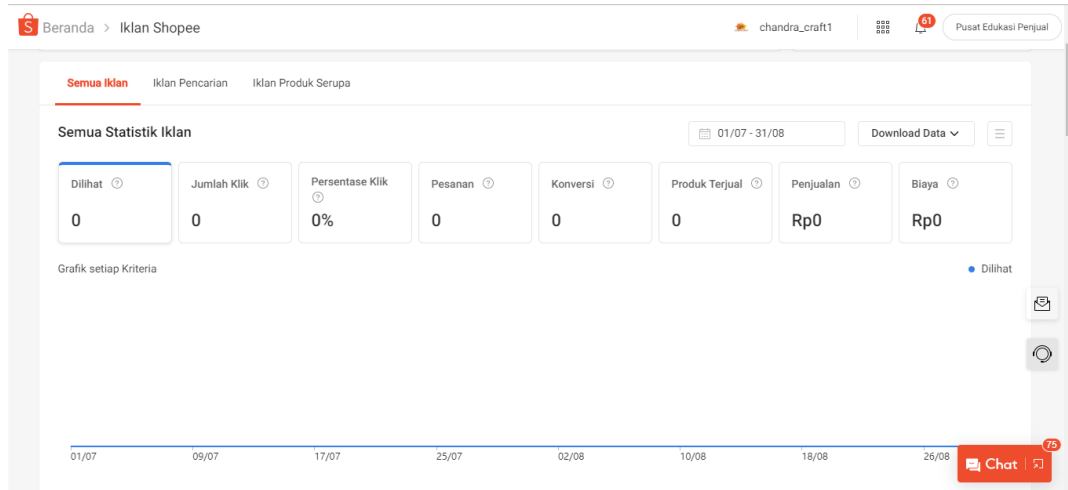 Beranda > Iklan Shopee
chandra_craft1
61
Pusat Edukasi Penjual
Semua Iklan Iklan Pencarian Iklan Produk Serupa
Semua Statistik Iklan
01/07 - 31/08
Download Data
Dilihat Jumlah Klik Persentase Klik Pesanan Konversi Produk Terjual Penjualan Biaya
0 0 0% 0 0 0 Rp0 Rp0
Grafik setiap Kriteria
Dilihat
01/07 09/07 17/07 25/07 02/08 10/08 18/08 26/08
75
Chat